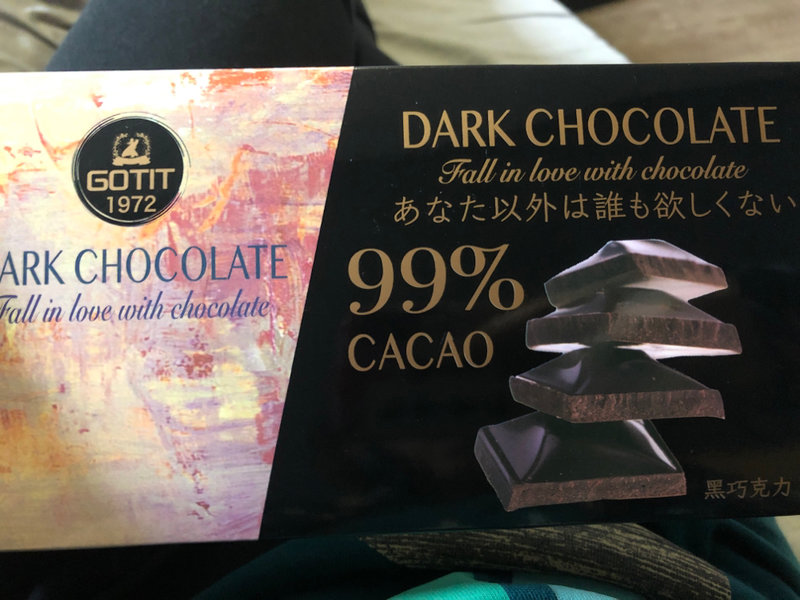 GOTIT
1972
ARK CHOCOLATE
Fall in love with chocolate
DARK CHOCOLATE
Fall in love with chocolate
あなた以外は誰も欲しくない
99%
CACAO
黑巧克力